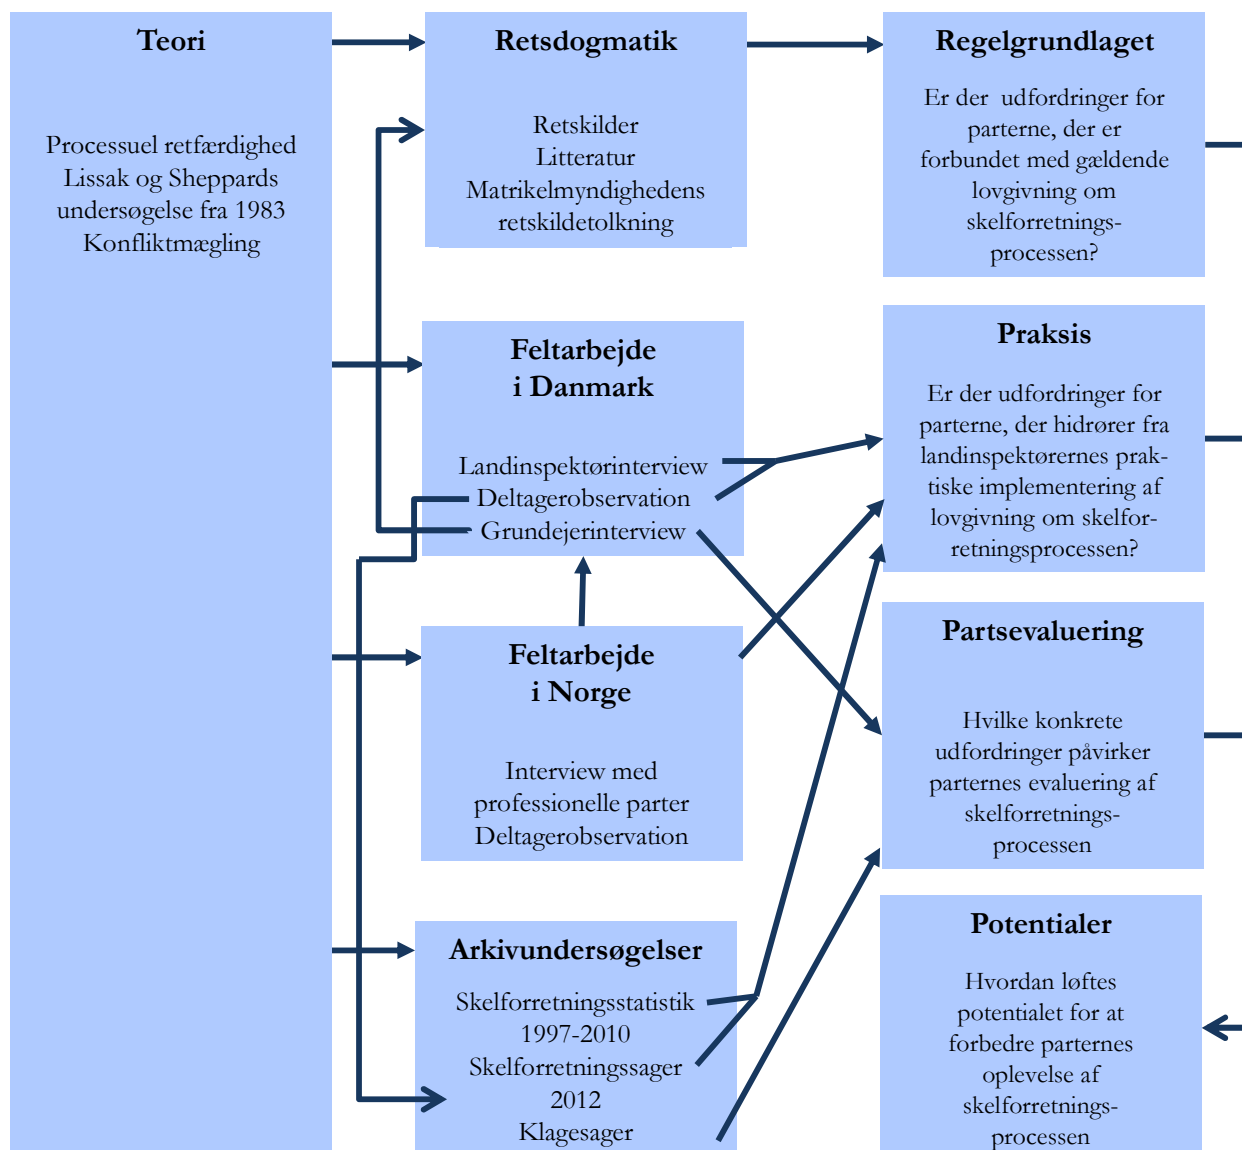 Teori
Processuel retfærdighed
Lissak og Sheppards
undersøgelse fra 1983
Konfliktmægling
Retsdogmatik
Retskilder
Litteratur
Matrikelmyndighedens
retskildetolkning
Feltarbejde
i Danmark
Landinspektørinterview
Deltagerobservation
Grundejerinterview
Feltarbejde
i Norge
Interview med
professionelle parter
Deltagerobservation
Arkivundersøgelser
Skelforretningsstatistik
1997-2010
Skelforretningssager
2012
Klagesager
Regelgrundlaget
Er der udfordringer for
parterne, der er
forbundet med gældende
lovgivning om
skelforretnings-
processen?
Praksis
Er der udfordringer for
parterne, der hidrører fra
landinspektørernes prak-
tiske implementering af
lovgivning om skelfor-
retningsprocessen?
Partsevaluering
Hvilke konkrete
udfordringer påvirker
parternes evaluering af
skelforretnings-
processen
Potentialer
Hvordan løftes
potentialet for at
forbedre parternes
oplevelse af
skelforretnings-
processen